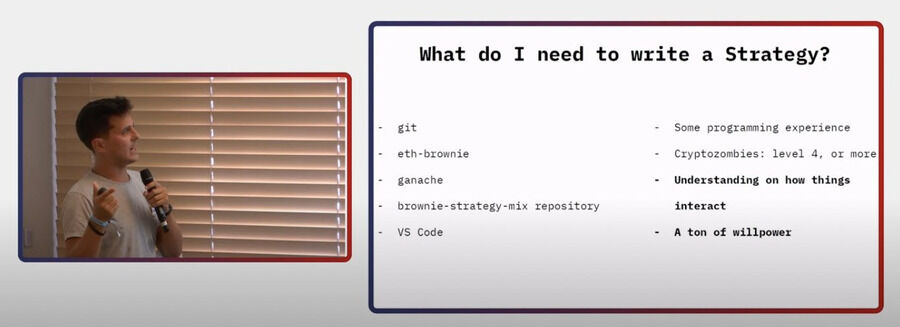 What do I need to write a Strategy?
- git
- eth-brownie
- ganache
- brownie-strategy-mix repository
- VS Code
- Some programming experience
- Cryptozombies: level 4, or more
- Understanding on how things
interact
- A ton of willpower